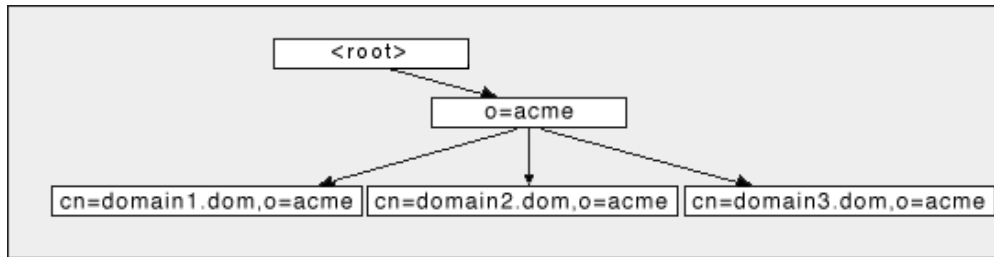 <root>
o=acme
cn=domain1.dom,o=acme
cn=domain2.dom,o=acme
cn=domain3.dom,o=acme